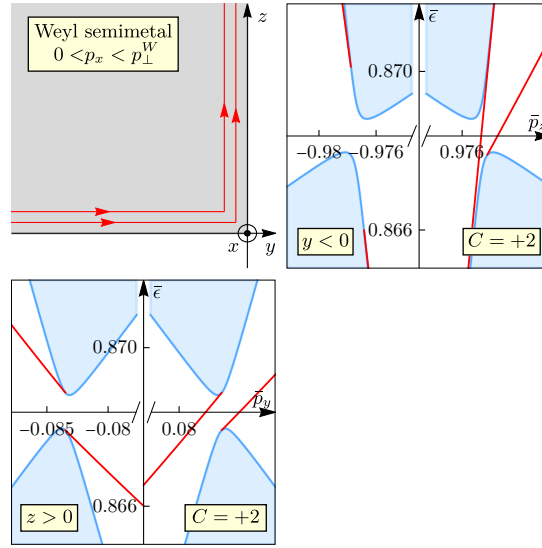 Weyl semimetal
0 < p_x < p_⊥^W
z
x
y
ϵ̄
0.870
p̄_z
−0.98
−0.976
0.976
0.866
y < 0
C = +2
ϵ̄
0.870
p̄_y
−0.085
−0.08
0.08
0.866
z > 0
C = +2